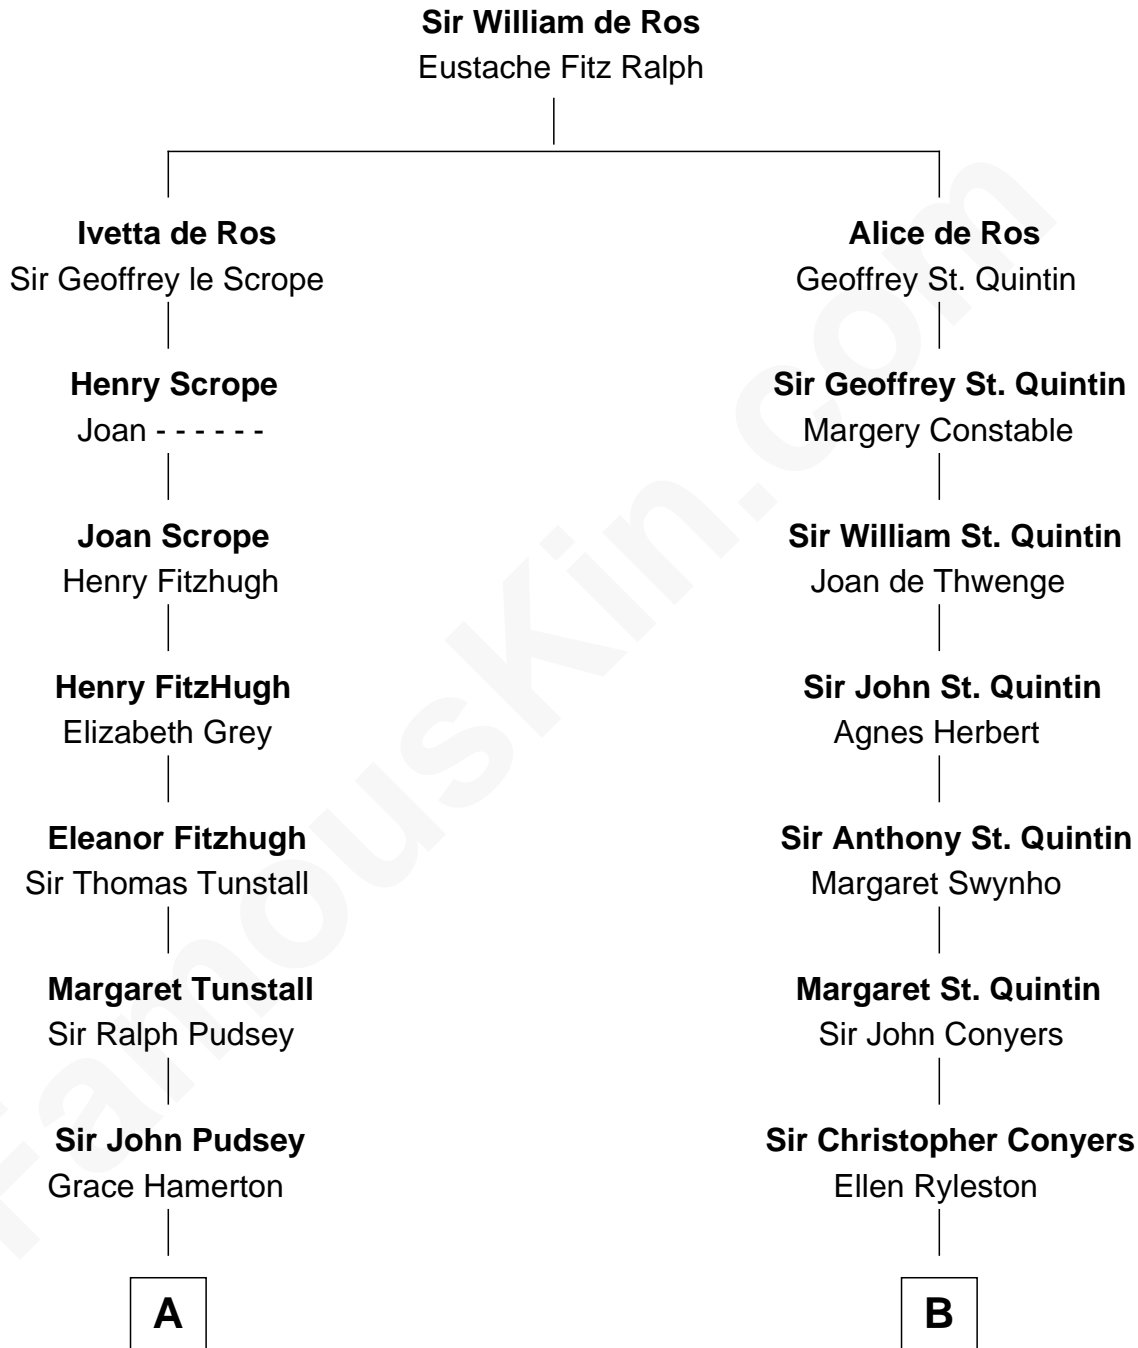 Sir William de Ros
Eustache Fitz Ralph
Ivetta de Ros
Sir Geoffrey le Scrope
Alice de Ros
Geoffrey St. Quintin
Henry Scrope
Joan - - - - - -
Sir Geoffrey St. Quintin
Margery Constable
Joan Scrope
Henry Fitzhugh
Sir William St. Quintin
Joan de Thwenge
Henry FitzHugh
Elizabeth Grey
Sir John St. Quintin
Agnes Herbert
Eleanor Fitzhugh
Sir Thomas Tunstall
Sir Anthony St. Quintin
Margaret Swynho
Margaret Tunstall
Sir Ralph Pudsey
Margaret St. Quintin
Sir John Conyers
Sir John Pudsey
Grace Hamerton
Sir Christopher Conyers
Ellen Ryleston
A
B
FamousKin.com